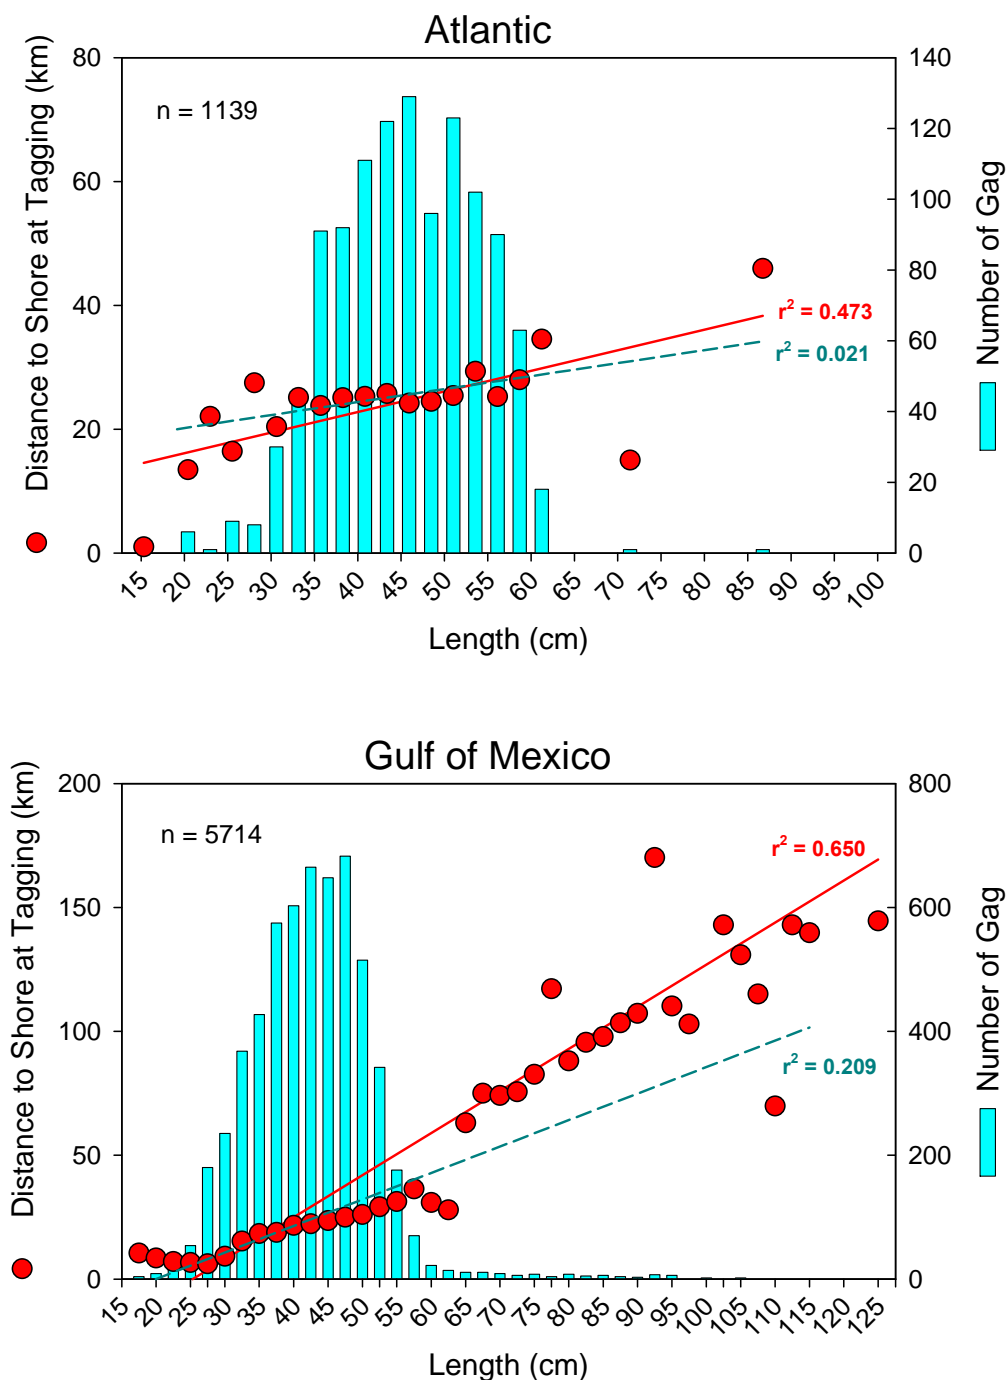 Atlantic
Distance to Shore at Tagging (km)
Number of Gag
80
60
40
20
0
140
120
100
80
60
40
20
0
n = 1139
r² = 0.473
r² = 0.021
15 20 25 30 35 40 45 50 55 60 65 70 75 80 85 90 95 100
Length (cm)
Gulf of Mexico
Distance to Shore at Tagging (km)
Number of Gag
200
150
100
50
0
800
600
400
200
0
n = 5714
r² = 0.650
r² = 0.209
15 20 25 30 35 40 45 50 55 60 65 70 75 80 85 90 95 105 110 115 120 125
Length (cm)